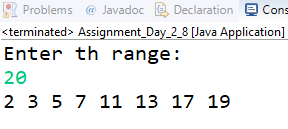 Problems @ Javadoc Declaration Cons
<terminated> Assignment_Day_2_8 [Java Application]
Enter th range:
20
2 3 5 7 11 13 17 19